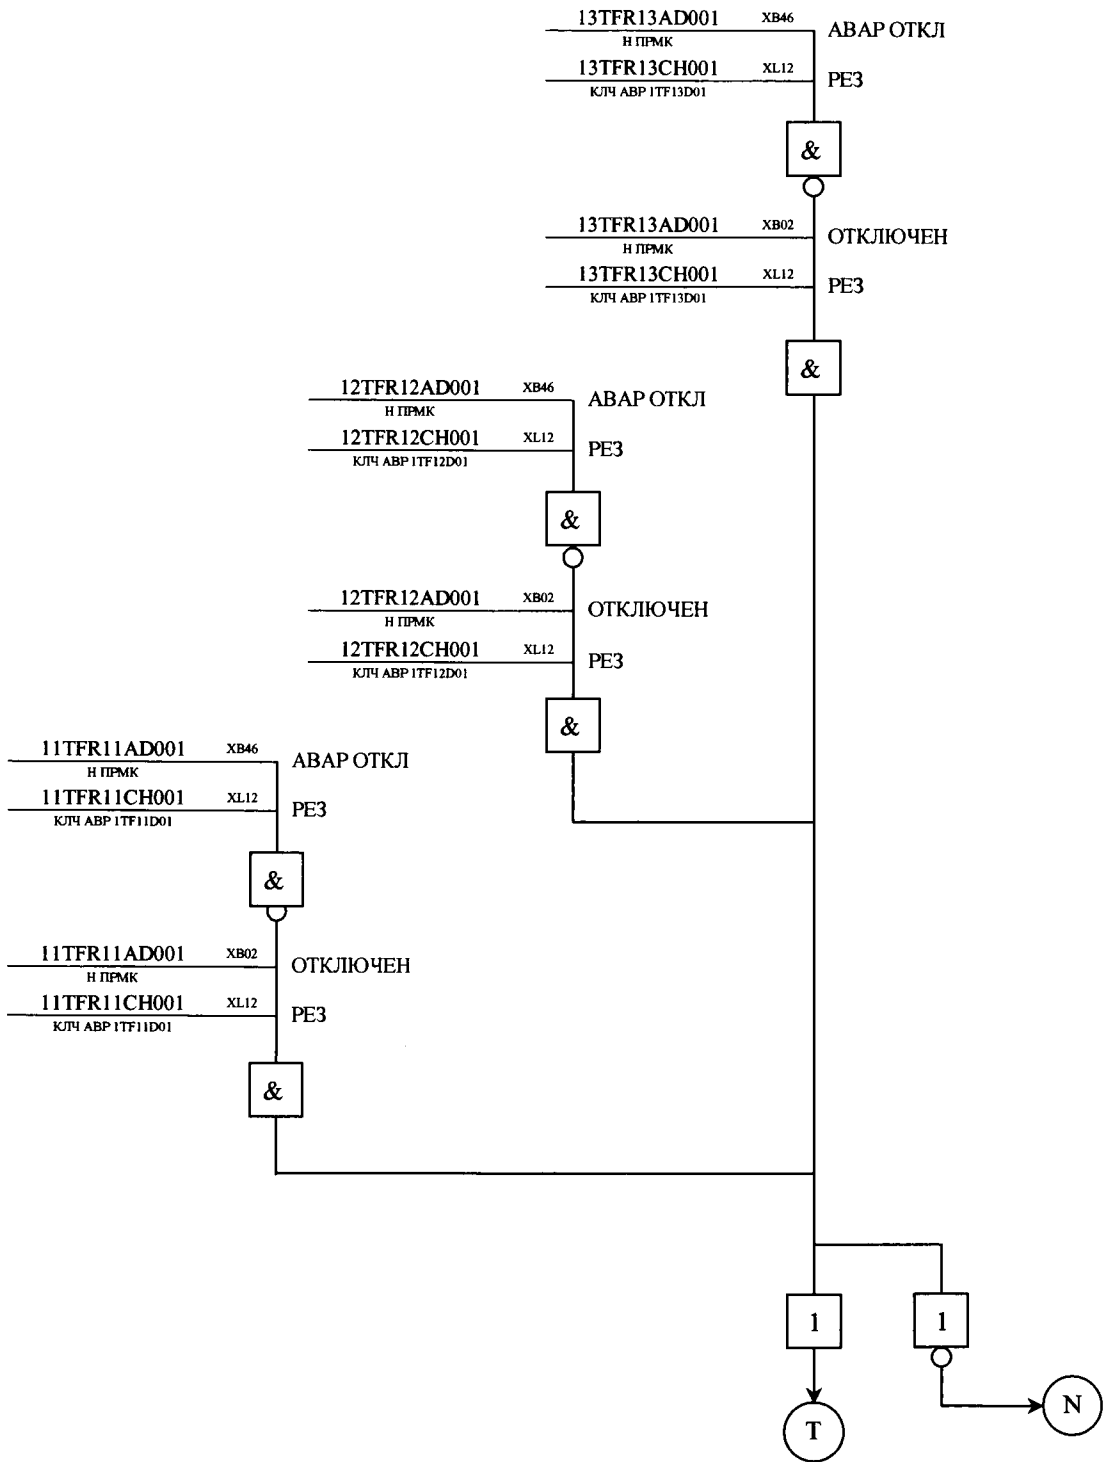 13TFR13AD001 XB46 АВАР ОТКЛ
Н ПРМК
13TFR13CH001 XL12 РЕЗ
КЛЧ АВР 1TF13D01
&
13TFR13AD001 XB02 ОТКЛЮЧЕН
Н ПРМК
13TFR13CH001 XL12 РЕЗ
КЛЧ АВР 1TF13D01
&
12TFR12AD001 XB46 АВАР ОТКЛ
Н ПРМК
12TFR12CH001 XL12 РЕЗ
КЛЧ АВР 1TF12D01
&
12TFR12AD001 XB02 ОТКЛЮЧЕН
Н ПРМК
12TFR12CH001 XL12 РЕЗ
КЛЧ АВР 1TF12D01
&
11TFR11AD001 XB46 АВАР ОТКЛ
Н ПРМК
11TFR11CH001 XL12 РЕЗ
КЛЧ АВР 1TF11D01
&
11TFR11AD001 XB02 ОТКЛЮЧЕН
Н ПРМК
11TFR11CH001 XL12 РЕЗ
КЛЧ АВР 1TF11D01
&
1 1
N
T